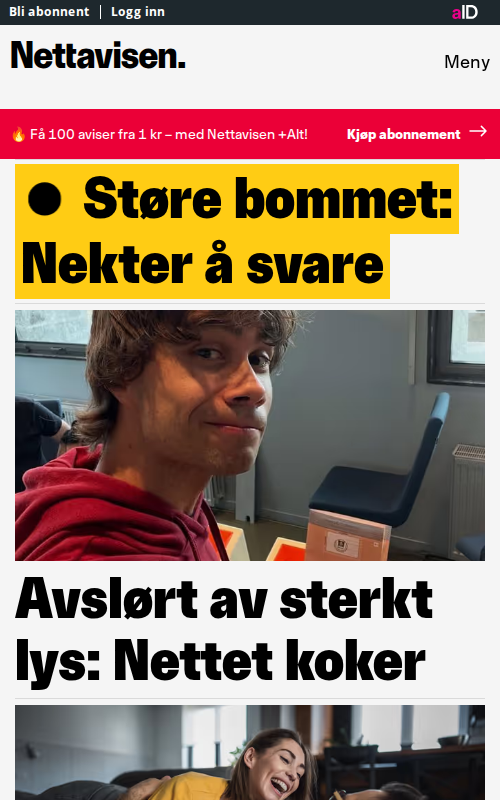 Bli abonnent | Logg inn
aID
Nettavisen.
Meny
🔥 Få 100 aviser fra 1 kr – med Nettavisen +Alt!
Kjøp abonnement →
● Støre bommet:
Nekter å svare
Avslørt av sterkt
lys: Nettet koker